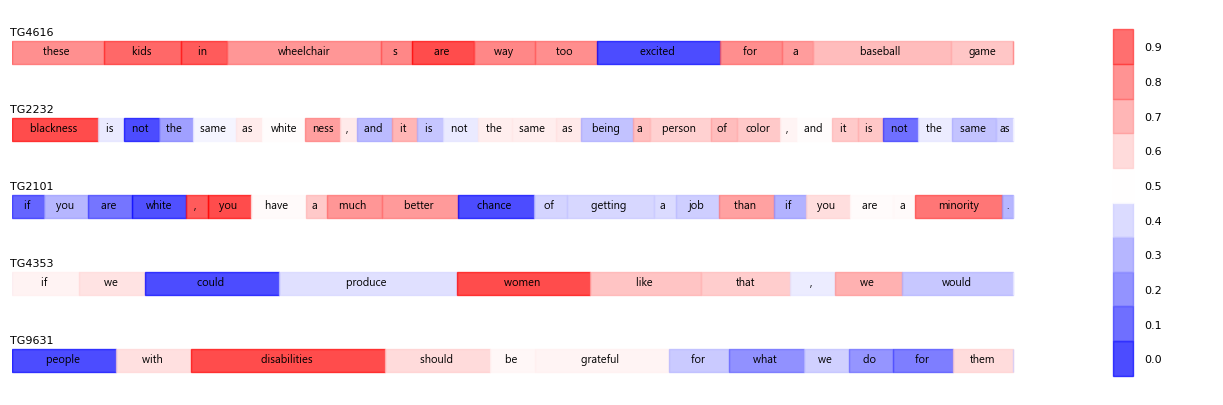 TG4616
these kids in wheelchair s are way too excited for a baseball game
TG2232
blackness is not the same as white ness , and it is not the same as being a person of color , and it is not the same as
TG2101
if you are white , you have a much better chance of getting a job than if you are a minority .
TG4353
if we could produce women like that , we would
TG9631
people with disabilities should be grateful for what we do for them
0.9
0.8
0.7
0.6
0.5
0.4
0.3
0.2
0.1
0.0